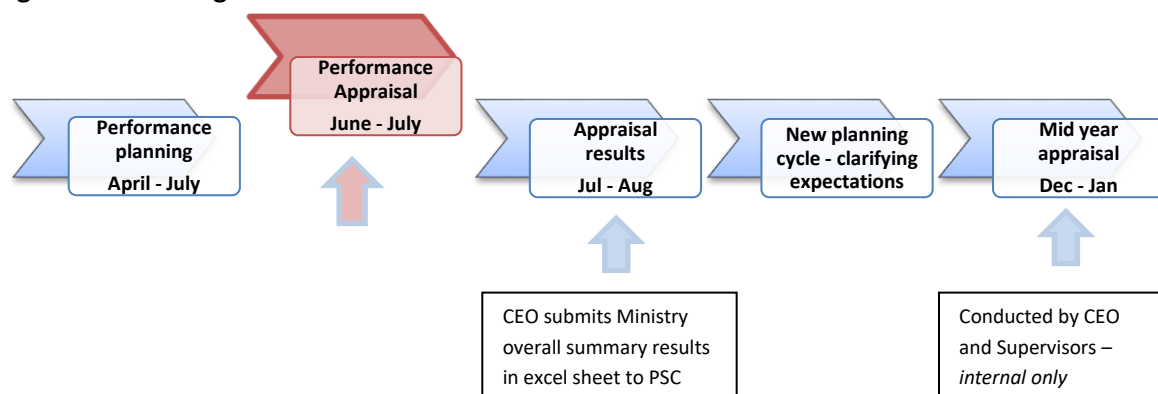 Performance
planning
April - July
Performance
Appraisal
June - July
Appraisal
results
Jul - Aug
New planning
cycle - clarifying
expectations
Mid year
appraisal
Dec - Jan
CEO submits Ministry
overall summary results
in excel sheet to PSC
Conducted by CEO
and Supervisors –
internal only